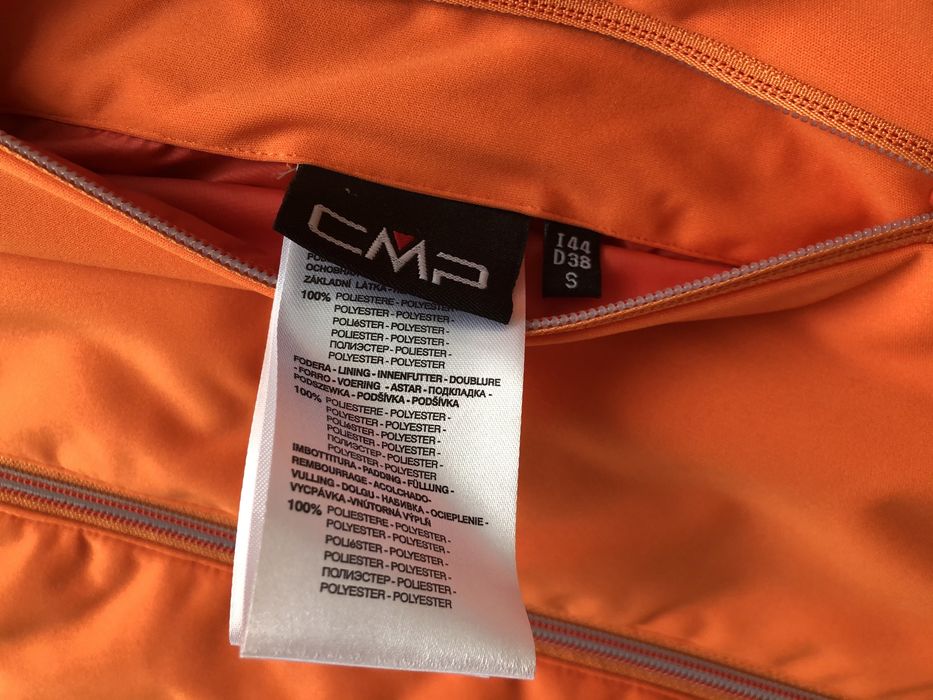 CMP
I44
D38
S
ОСНОВНА
ZÁKLADNÍ LÁTKA-
100% POLIESTERE - POLYESTER -
POLYESTER - POLYESTER -
POLIéSTER - POLYESTER -
POLIESTER - POLYESTER -
ПОЛИЭСТЕР - POLIESTER -
POLYESTER - POLYESTER
FODERA - LINING - INNENFUTTER - DOUBLURE
- FORRO - VOERING - ASTAR - ПОДКЛАДКА -
PODSZEWKA - PODŠÍVKA - PODŠÍVKA
100% POLIESTERE - POLYESTER -
POLYESTER - POLYESTER -
POLIéSTER - POLYESTER -
POLIESTER - POLYESTER -
ПОЛИЭСТЕР - POLIESTER -
POLYESTER - POLYESTER
IMBOTTITURA - PADDING - FÜLLUNG -
REMBOURRAGE - ACOLCHADO-
VULLING - DOLGU - НАБИВКА - OCIEPLENIE -
VYCPÁVKA -VNÚTORNÁ VÝPLŇ
100% POLIESTERE - POLYESTER -
POLYESTER - POLYESTER -
POLIéSTER - POLYESTER -
POLIESTER - POLYESTER -
ПОЛИЭСТЕР - POLIESTER -
POLYESTER - POLYESTER